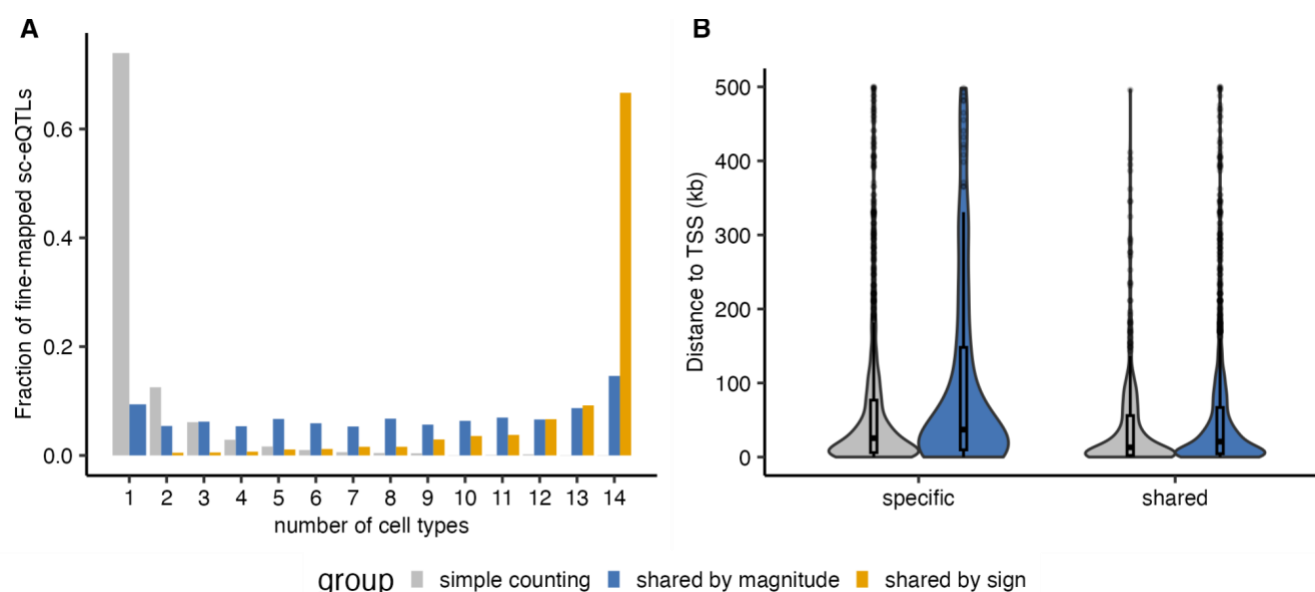 A
Fraction of fine-mapped sc-eQTLs
0.6
0.4
0.2
0.0
1 2 3 4 5 6 7 8 9 10 11 12 13 14
number of cell types
B
Distance to TSS (kb)
500
400
300
200
100
0
specific shared
group simple counting shared by magnitude shared by sign